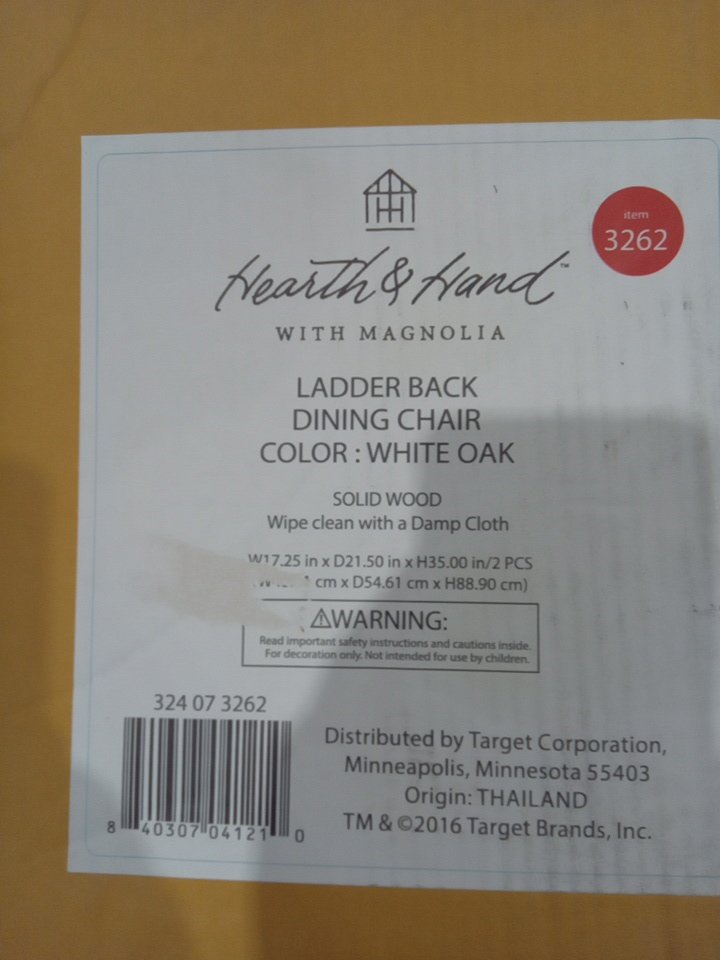 item
3262
Hearth & Hand™
WITH MAGNOLIA
LADDER BACK
DINING CHAIR
COLOR : WHITE OAK
SOLID WOOD
Wipe clean with a Damp Cloth
W17.25 in x D21.50 in x H35.00 in/2 PCS
cm x D54.61 cm x H88.90 cm)
⚠WARNING:
Read important safety instructions and cautions inside.
For decoration only. Not intended for use by children.
324 07 3262
8 40307 04121 0
Distributed by Target Corporation,
Minneapolis, Minnesota 55403
Origin: THAILAND
TM & ©2016 Target Brands, Inc.